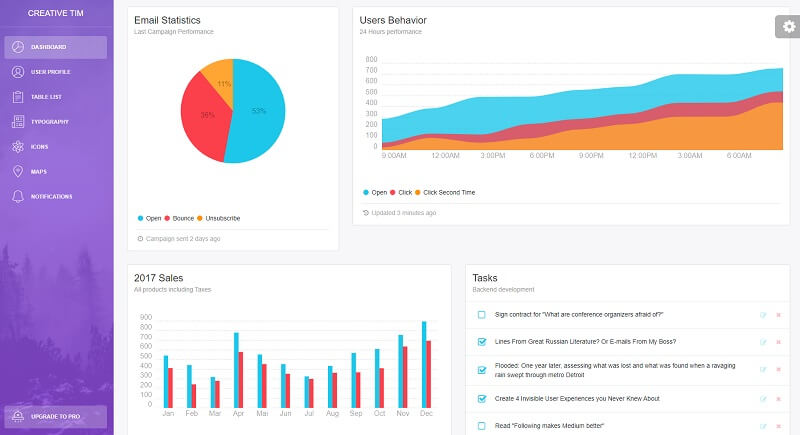 CREATIVE TIM
DASHBOARD
USER PROFILE
TABLE LIST
TYPOGRAPHY
ICONS
MAPS
NOTIFICATIONS
UPGRADE TO PRO
Email Statistics
Last Campaign Performance
11%
36%
53%
Open Bounce Unsubscribe
Campaign sent 2 days ago
Users Behavior
24 Hours performance
800
700
600
500
400
300
200
100
0
9:00AM 12:00AM 3:00PM 6:00PM 9:00PM 12:00AM 3:00AM 6:00AM
Open Click Click Second Time
Updated 3 minutes ago
2017 Sales
All products including Taxes
900
800
700
600
500
400
300
200
100
0
Jan Feb Mar Apr Mai Jun Jul Aug Sep Oct Nov Dec
Tasks
Backend development
Sign contract for "What are conference organizers afraid of?"
Lines From Great Russian Literature? Or E-mails From My Boss?
Flooded: One year later, assessing what was lost and what was found when a ravaging
rain swept through metro Detroit
Create 4 Invisible User Experiences you Never Knew About
Read "Following makes Medium better"